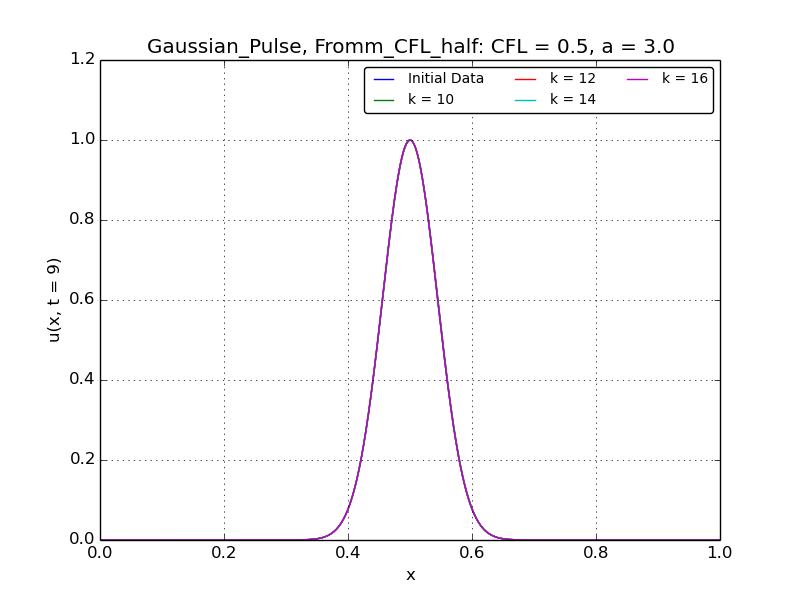 Gaussian_Pulse, Fromm_CFL_half: CFL = 0.5, a = 3.0
Initial Data
k = 10
k = 12
k = 14
k = 16
1.2
1.0
0.8
0.6
0.4
0.2
0.0
u(x, t = 9)
0.0 0.2 0.4 0.6 0.8 1.0
x